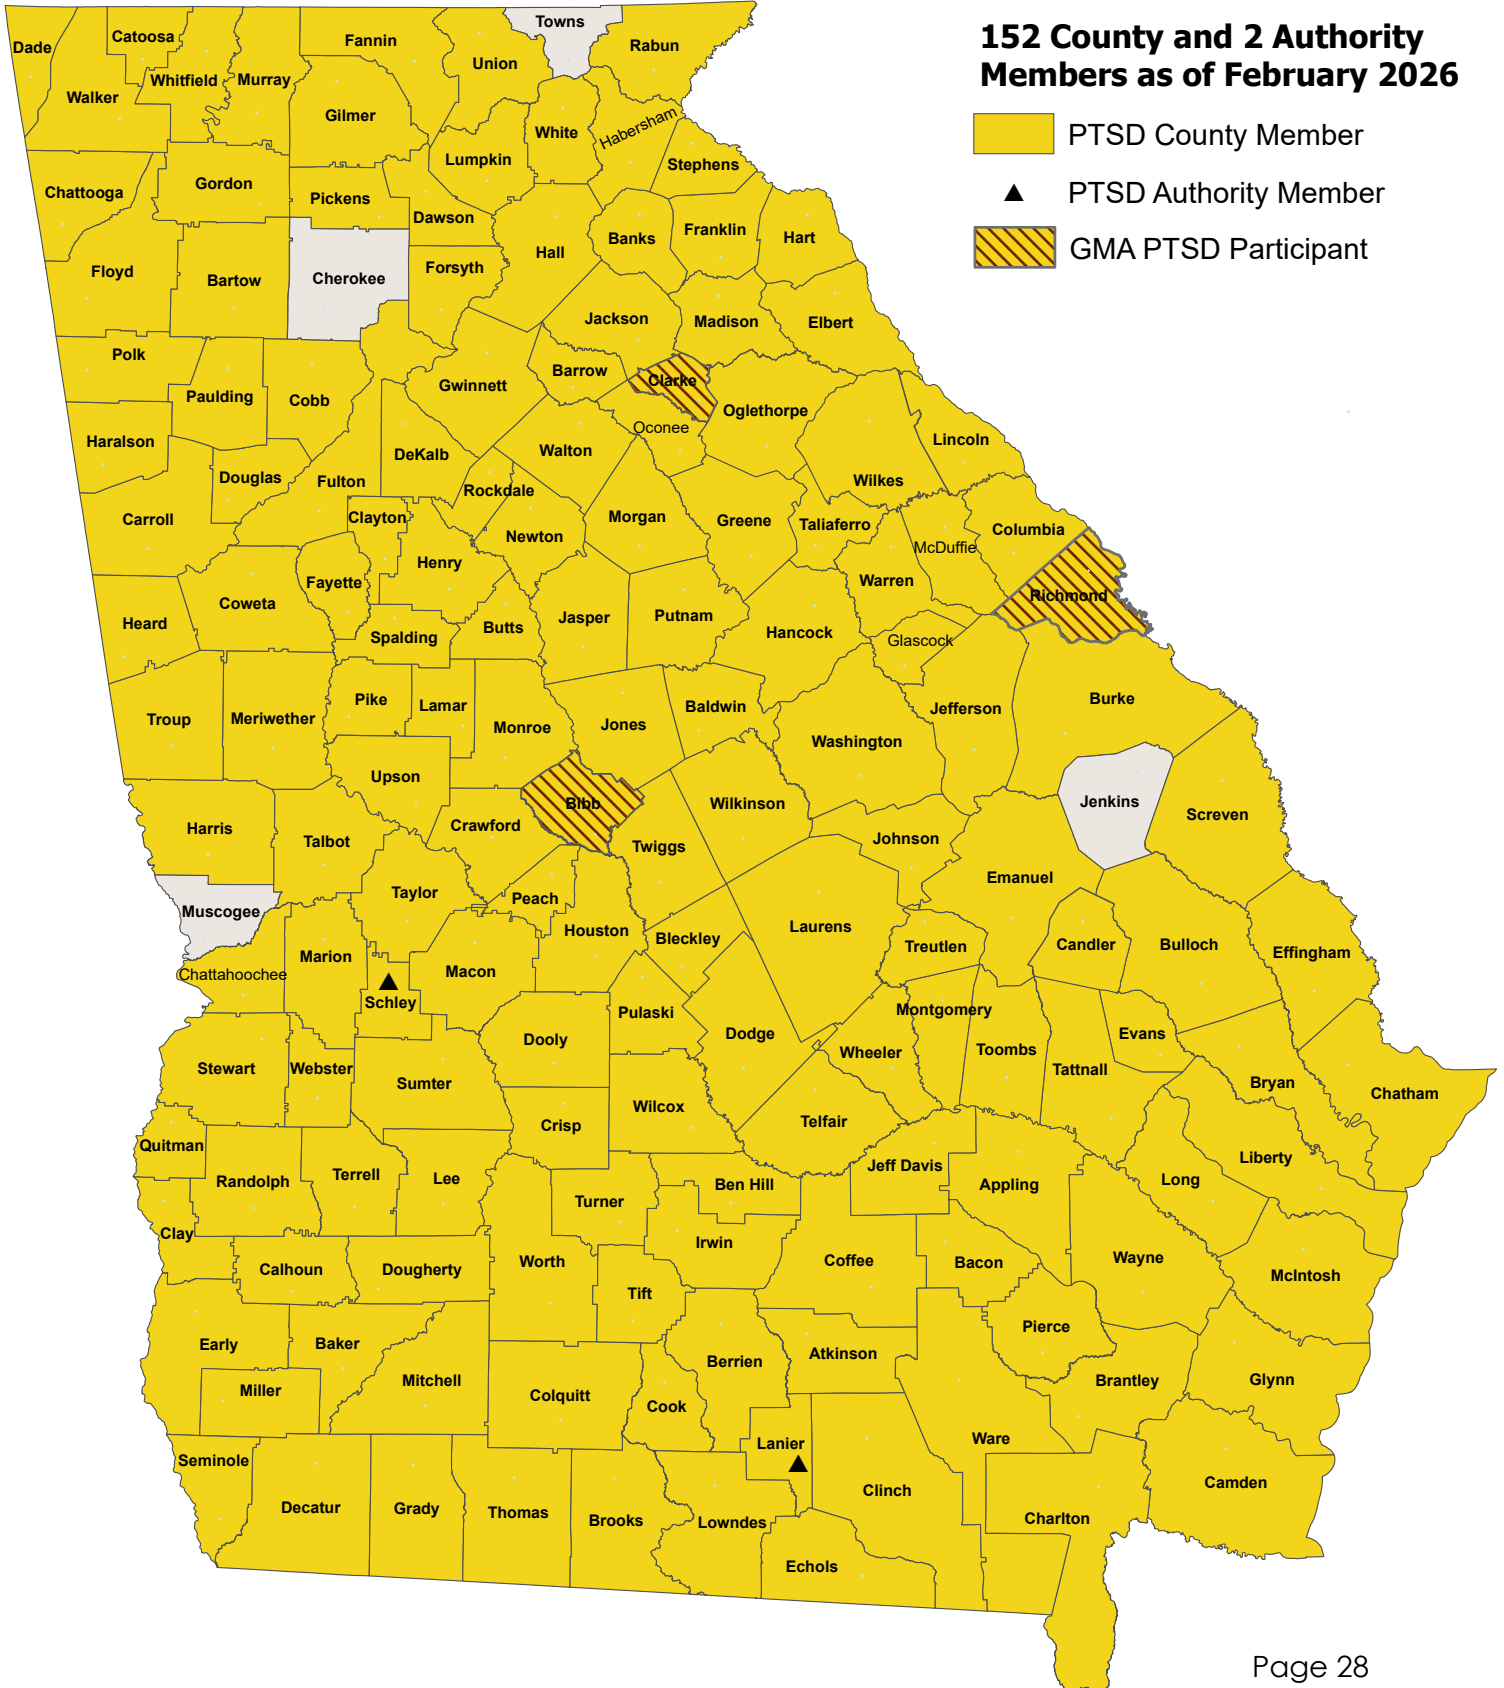 152 County and 2 Authority
Members as of February 2026
PTSD County Member
PTSD Authority Member
GMA PTSD Participant
Dade
Catoosa
Whitfield
Murray
Fannin
Union
Towns
Rabun
Walker
Gilmer
White
Habersham
Lumpkin
Stephens
Chattooga
Gordon
Pickens
Dawson
Hall
Banks
Franklin
Hart
Floyd
Bartow
Cherokee
Forsyth
Jackson
Madison
Elbert
Polk
Paulding
Cobb
Gwinnett
Barrow
Clarke
Oglethorpe
Oconee
Haralson
Douglas
Fulton
DeKalb
Walton
Wilkes
Lincoln
Carroll
Clayton
Rockdale
Newton
Morgan
Greene
Taliaferro
McDuffie
Columbia
Heard
Coweta
Fayette
Henry
Spalding
Butts
Jasper
Putnam
Hancock
Warren
Glascock
Richmond
Troup
Meriwether
Pike
Lamar
Monroe
Jones
Baldwin
Washington
Jefferson
Burke
Upson
Bibb
Wilkinson
Jenkins
Screven
Harris
Talbot
Crawford
Twiggs
Johnson
Emanuel
Muscogee
Taylor
Peach
Houston
Bleckley
Laurens
Treutlen
Candler
Bulloch
Effingham
Chattahoochee
Marion
Schley
Macon
Pulaski
Dodge
Montgomery
Wheeler
Toombs
Tattnall
Evans
Bryan
Chatham
Stewart
Webster
Sumter
Dooly
Crisp
Wilcox
Telfair
Quitman
Randolph
Terrell
Lee
Turner
Ben Hill
Jeff Davis
Appling
Long
Liberty
Clay
Calhoun
Dougherty
Worth
Tift
Irwin
Coffee
Bacon
Wayne
McIntosh
Early
Baker
Miller
Mitchell
Colquitt
Cook
Berrien
Atkinson
Pierce
Brantley
Glynn
Seminole
Decatur
Grady
Thomas
Brooks
Lowndes
Lanier
Clinch
Echols
Ware
Charlton
Camden
Page 28